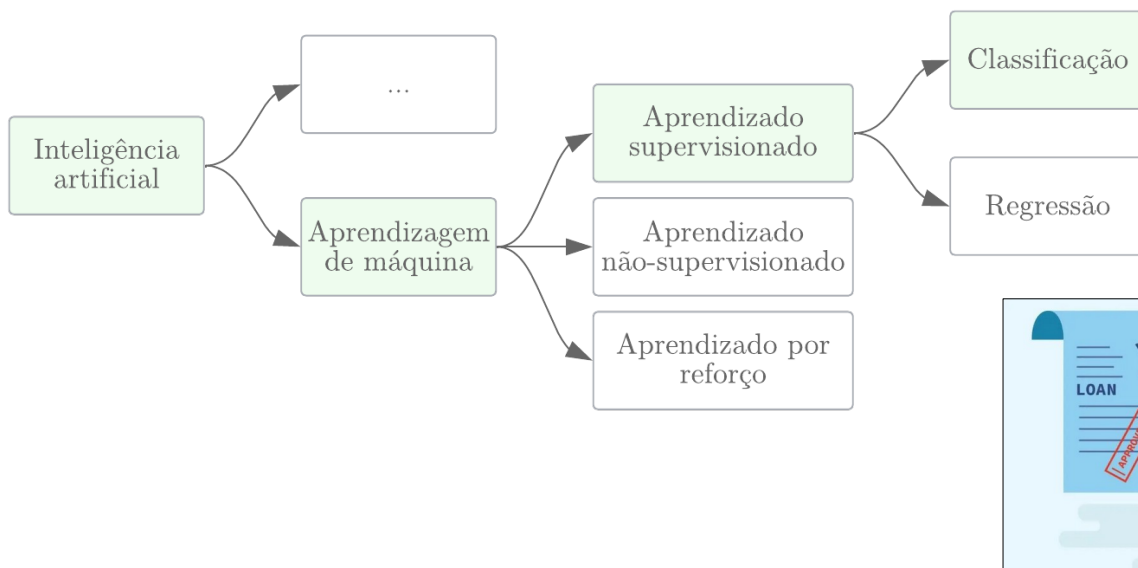 Inteligência
artificial
...
Aprendizagem
de máquina
Aprendizado
supervisionado
Aprendizado
não-supervisionado
Aprendizado por
reforço
Classificação
Regressão
LOAN